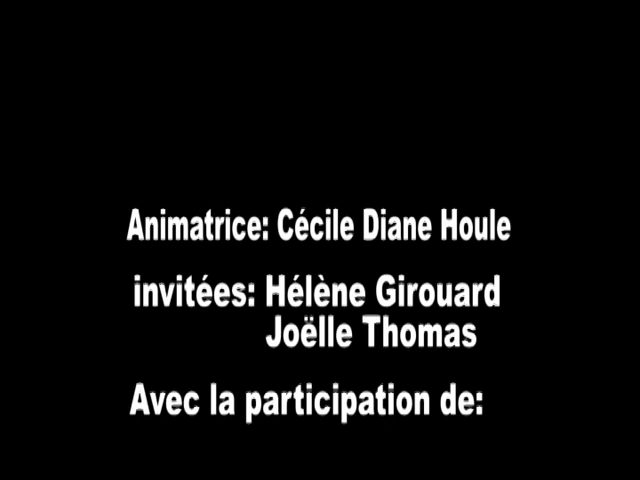 Animatrice: Cécile Diane Houle
invitées: Hélène Girouard
Joëlle Thomas
Avec la participation de: